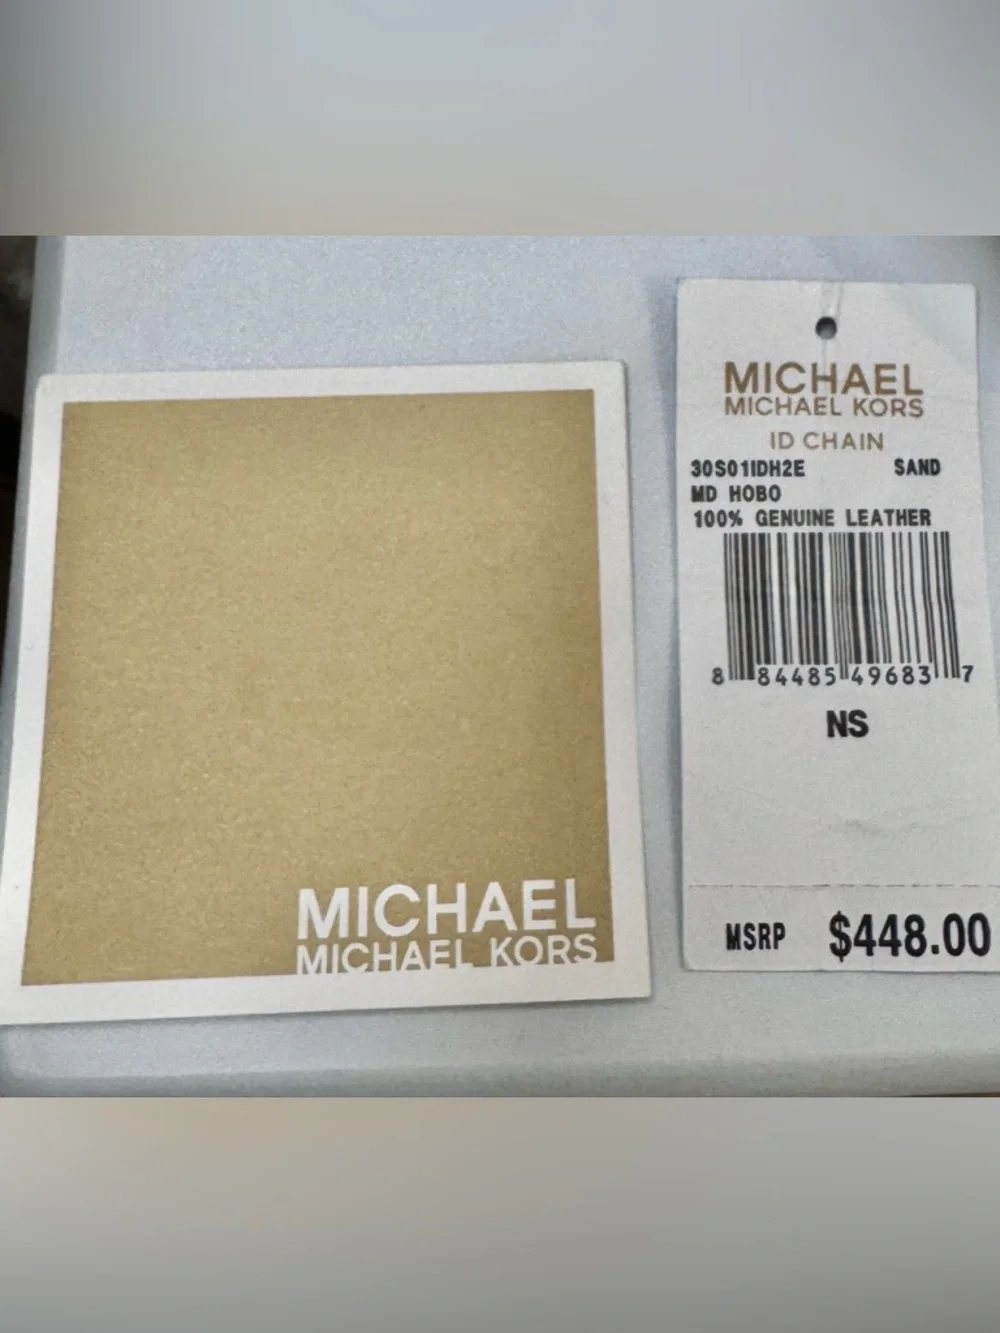 MICHAEL
MICHAEL KORS
MICHAEL
MICHAEL KORS
ID CHAIN
30S01IDH2E SAND
MD HOBO
100% GENUINE LEATHER
8 84485 49683 7
NS
MSRP $448.00